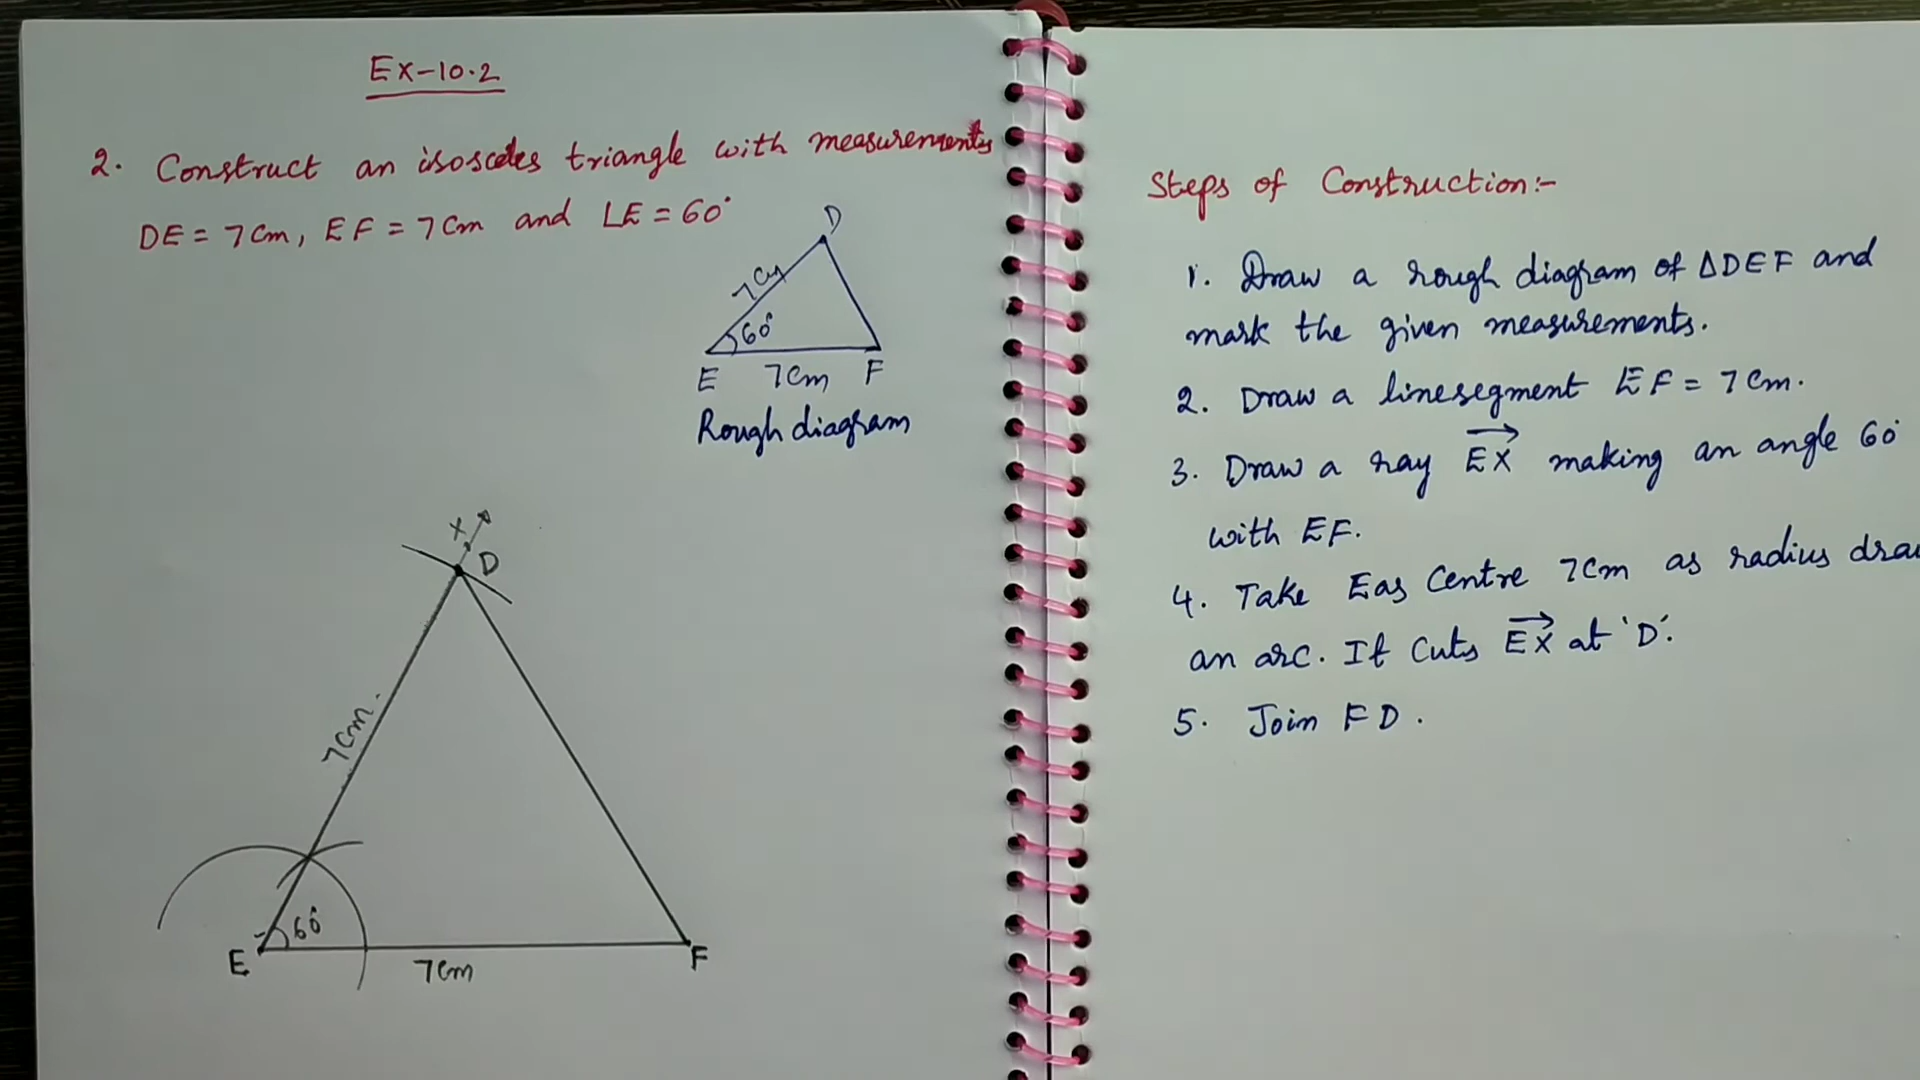 Ex-10.2
2. Construct an isosceles triangle with measurements
DE = 7cm, EF = 7cm and ∠E = 60°
D
7cm
60°
E 7cm F
Rough diagram
X
D
7cm.
60°
E F
7cm
Steps of Construction:-
1. Draw a rough diagram of ΔDEF and
mark the given measurements.
2. Draw a linesegment EF = 7cm.
3. Draw a ray EX→ making an angle 60°
with EF.
4. Take E as Centre 7cm as radius draw
an arc. It Cuts EX→ at 'D'.
5. Join FD.